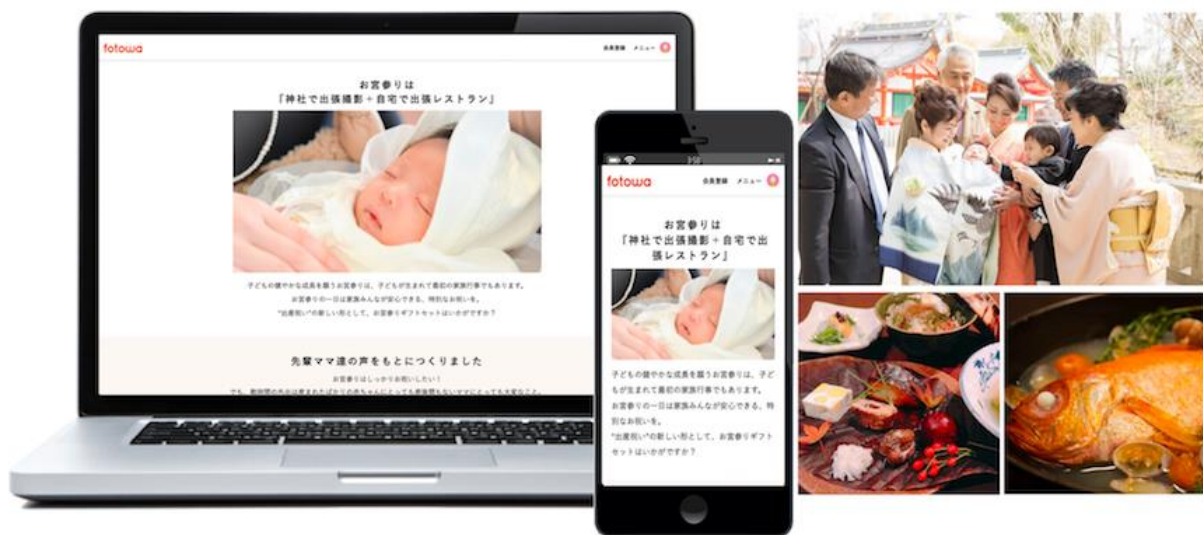 fotowa
会員登録 メニュー
お宮参りは
『神社で出張撮影+自宅で出張レストラン』
子どもの健やかな成長を願うお宮参りは、子どもが生まれて最初の家族行事でもあります。
お宮参りの一日は家族みんなが安心できる、特別なお祝いを。
"出産祝い"の新しい形として、お宮参りギフトセットはいかがですか?
先輩ママ達の声をもとにつくりました
お宮参りはしっかりお祝いしたい!
fotowa
会員登録 メニュー
お宮参りは
『神社で出張撮影+自宅で出
張レストラン』
子どもの健やかな成長を願うお宮参りは、子ど
もが生まれて最初の家族行事でもあります。
お宮参りの一日は家族みんなが安心できる、特
別なお祝いを。
"出産祝い"の新しい形として、お宮参りギフト
セットはいかがですか?